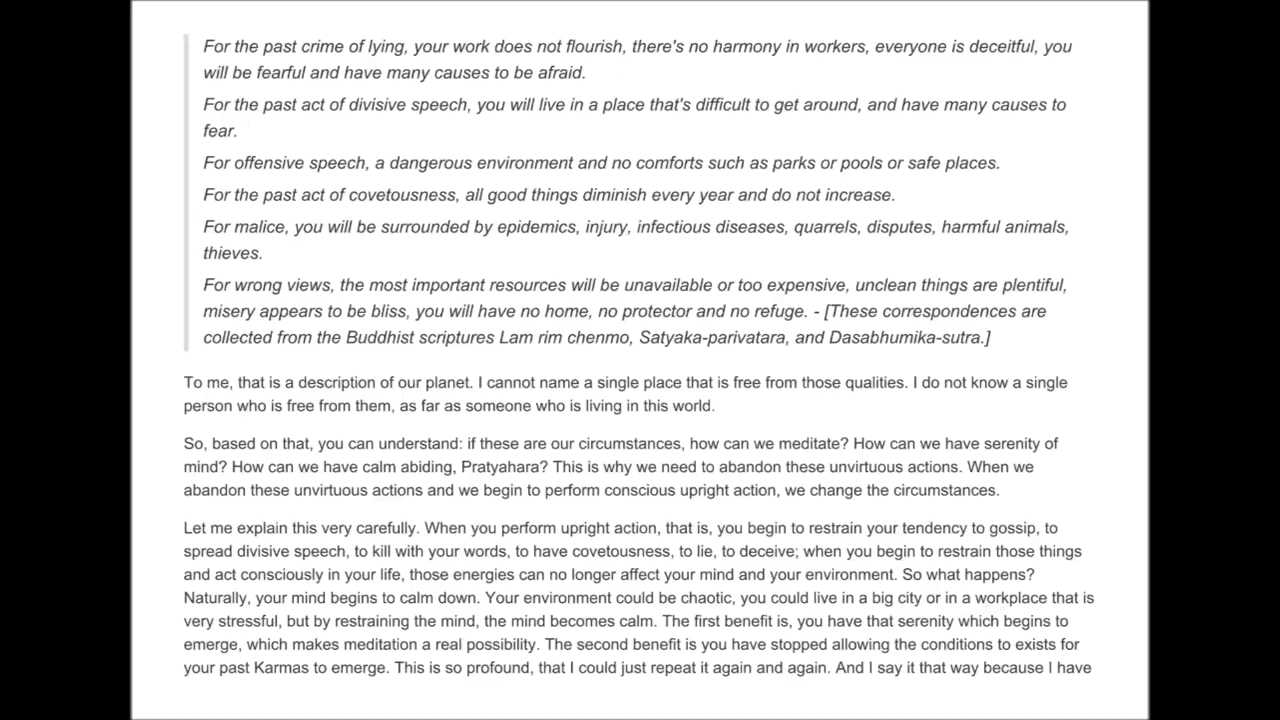 For the past crime of lying, your work does not flourish, there's no harmony in workers, everyone is deceitful, you
will be fearful and have many causes to be afraid.
For the past act of divisive speech, you will live in a place that's difficult to get around, and have many causes to
fear.
For offensive speech, a dangerous environment and no comforts such as parks or pools or safe places.
For the past act of covetousness, all good things diminish every year and do not increase.
For malice, you will be surrounded by epidemics, injury, infectious diseases, quarrels, disputes, harmful animals,
thieves.
For wrong views, the most important resources will be unavailable or too expensive, unclean things are plentiful,
misery appears to be bliss, you will have no home, no protector and no refuge. - [These correspondences are
collected from the Buddhist scriptures Lam rim chenmo, Satyaka-parivatara, and Dasabhumika-sutra.]
To me, that is a description of our planet. I cannot name a single place that is free from those qualities. I do not know a single
person who is free from them, as far as someone who is living in this world.
So, based on that, you can understand: if these are our circumstances, how can we meditate? How can we have serenity of
mind? How can we have calm abiding, Pratyahara? This is why we need to abandon these unvirtuous actions. When we
abandon these unvirtuous actions and we begin to perform conscious upright action, we change the circumstances.
Let me explain this very carefully. When you perform upright action, that is, you begin to restrain your tendency to gossip, to
spread divisive speech, to kill with your words, to have covetousness, to lie, to deceive; when you begin to restrain those things
and act consciously in your life, those energies can no longer affect your mind and your environment. So what happens?
Naturally, your mind begins to calm down. Your environment could be chaotic, you could live in a big city or in a workplace that is
very stressful, but by restraining the mind, the mind becomes calm. The first benefit is, you have that serenity which begins to
emerge, which makes meditation a real possibility. The second benefit is you have stopped allowing the conditions to exists for
your past Karmas to emerge. This is so profound, that I could just repeat it again and again. And I say it that way because I have